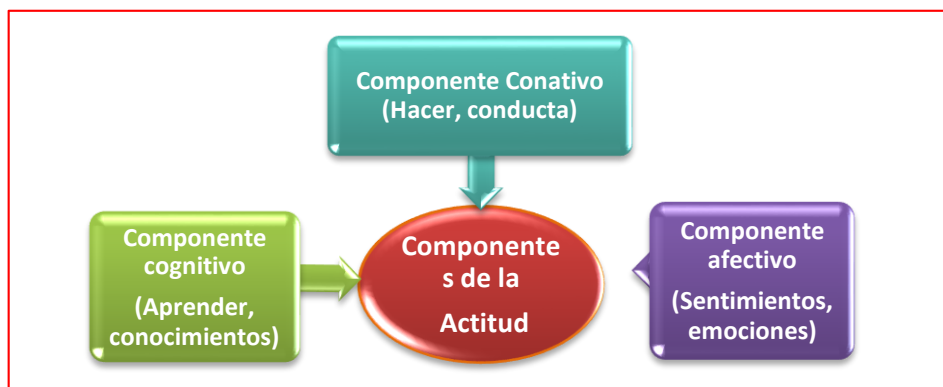 Componente Conativo
(Hacer, conducta)
Componente
cognitivo
(Aprender,
conocimientos)
Componente
s de la
Actitud
Componente
afectivo
(Sentimientos,
emociones)